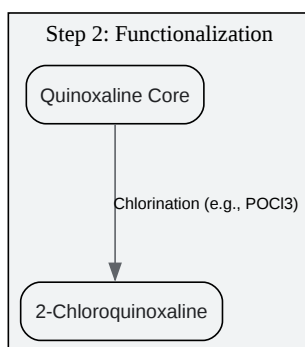 Step 2: Functionalization
Quinoxaline Core
Chlorination (e.g., POCl3)
2-Chloroquinoxaline